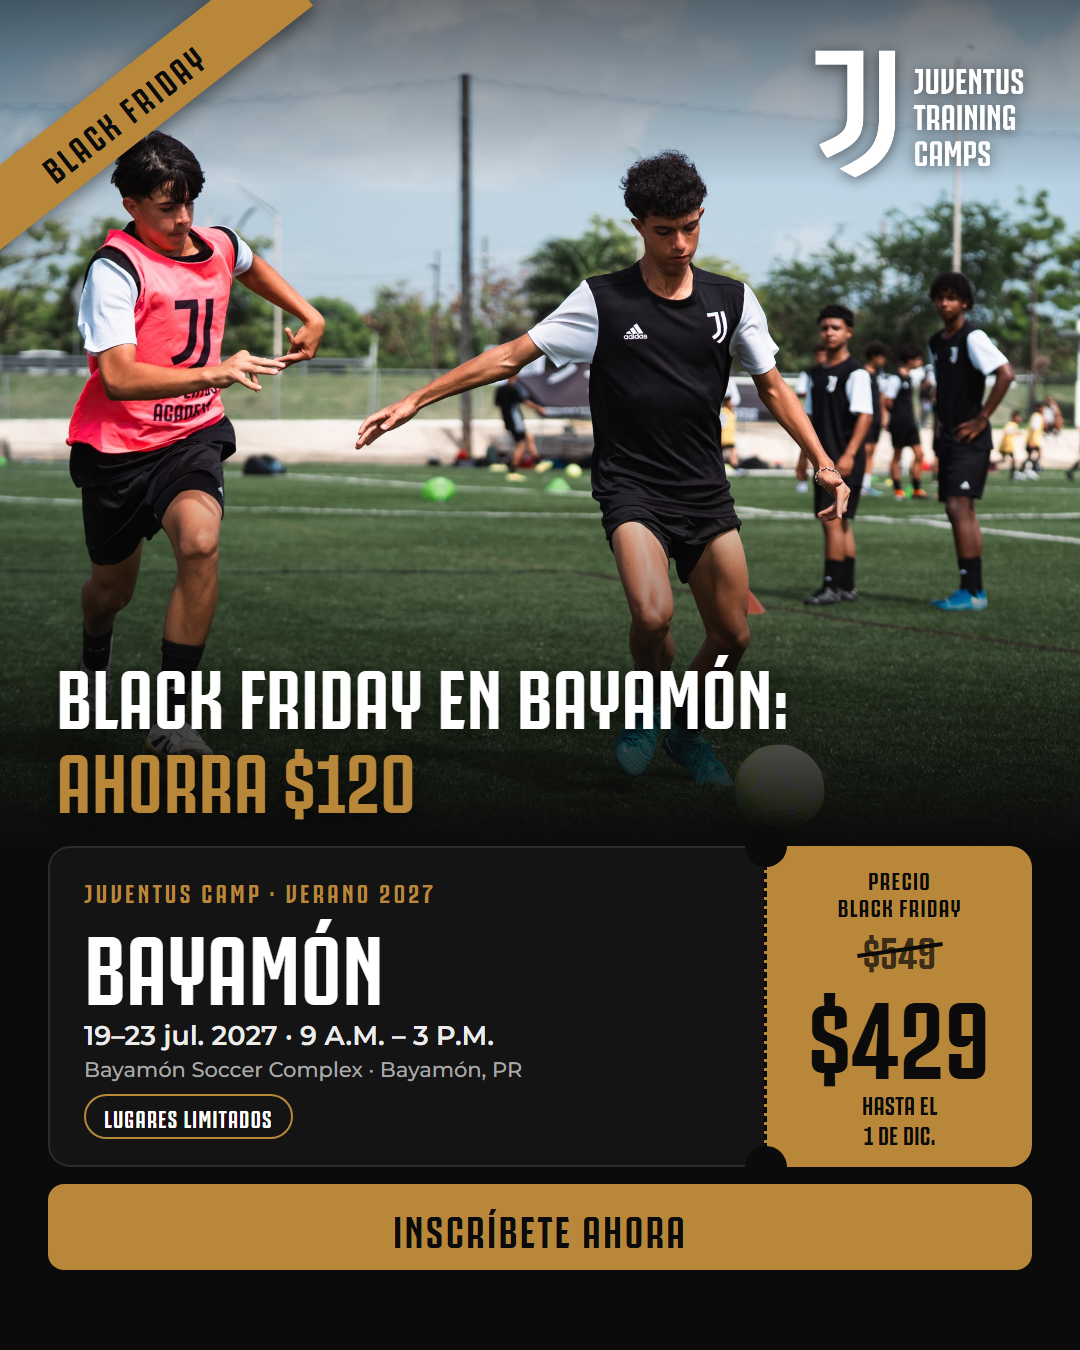 BLACK FRIDAY
JUVENTUS
TRAINING
CAMPS
adidas
BLACK FRIDAY EN BAYAMÓN:
AHORRA $120
JUVENTUS CAMP · VERANO 2027
BAYAMÓN
19–23 jul. 2027 · 9 A.M. – 3 P.M.
Bayamón Soccer Complex · Bayamón, PR
LUGARES LIMITADOS
PRECIO
BLACK FRIDAY
$549
$429
HASTA EL
1 DE DIC.
INSCRÍBETE AHORA